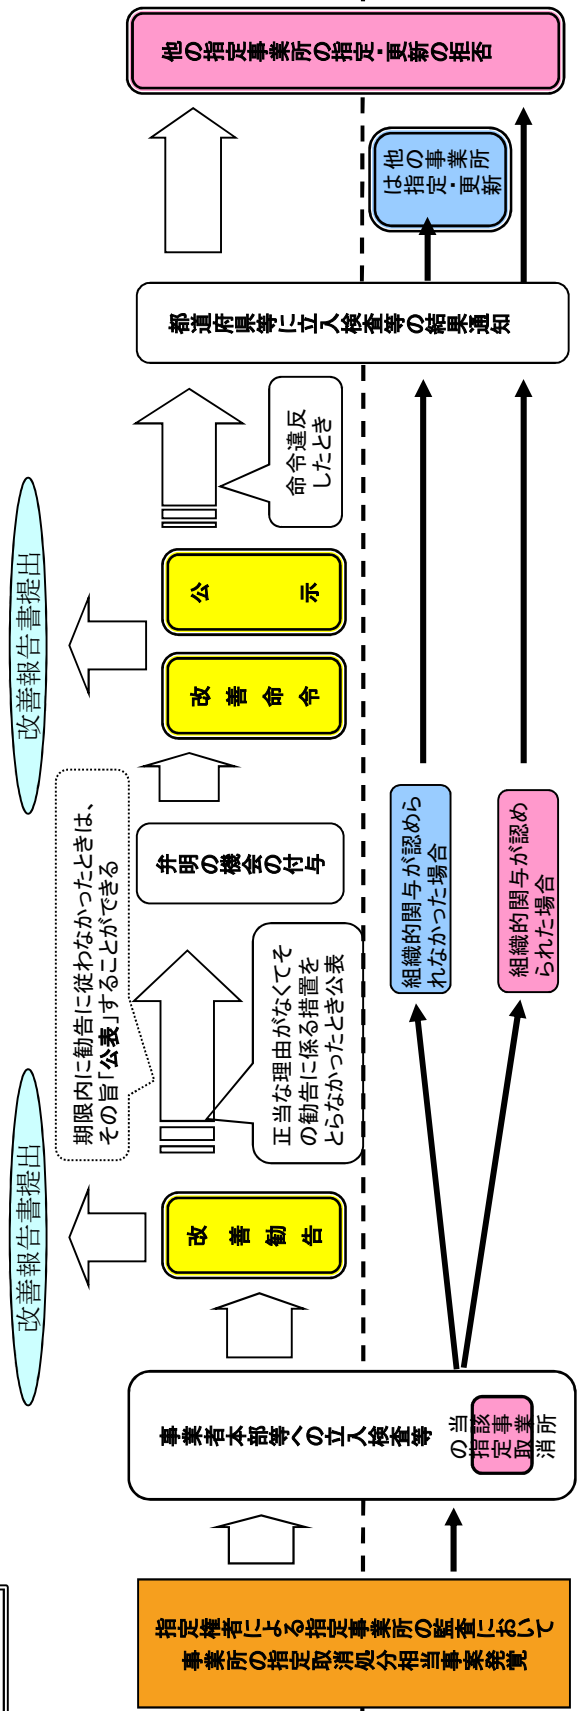 指定権者による指定事業所の監査において
事業所の指定取消処分相当事案発覚
事業者本部等への立入検査等
当該事業所
の指定取消
改善勧告
改善報告書提出
期限内に勧告に従わなかったときは、
その旨「公表」することができる
正当な理由がなくてそ
の勧告に係る措置を
とらなかったとき公表
弁明の機会の付与
改善命令
公示
改善報告書提出
命令違反
したとき
組織的関与が認めら
れなかった場合
組織的関与が認め
られた場合
都道府県等に立入検査等の結果通知
他の事業所
は指定・更新
他の指定事業所の指定・更新の拒否